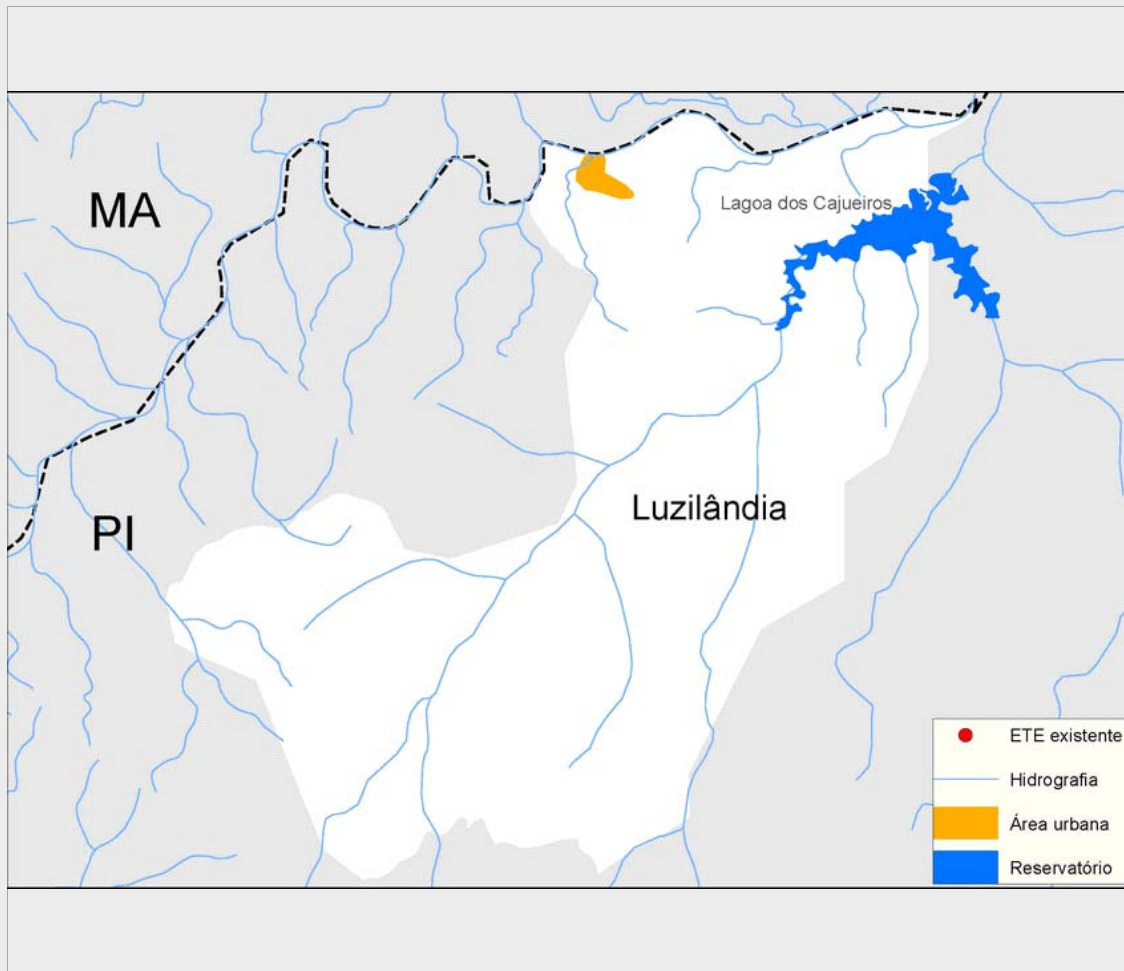 MA
Lagoa dos Cajueiros
Luzilândia
PI
ETE existente
Hidrografia
Área urbana
Reservatório